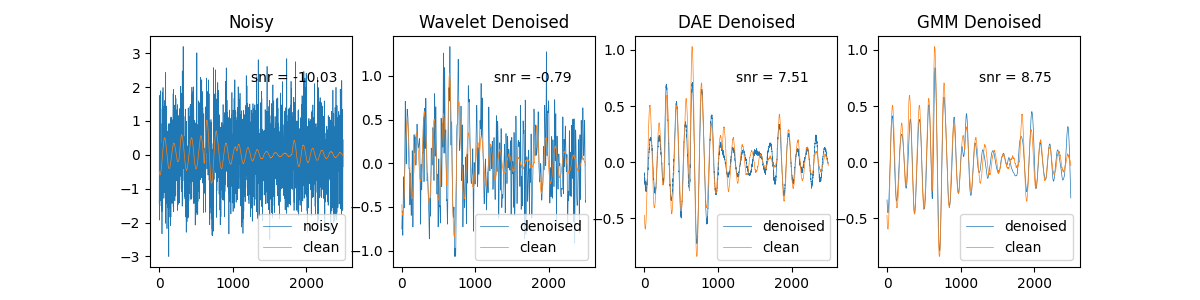 Noisy
3
2
1
0
−1
−2
−3
snr = -10.03
noisy
clean
0
1000
2000
Wavelet Denoised
1.0
0.5
0.0
−0.5
−1.0
snr = -0.79
denoised
clean
0
1000
2000
DAE Denoised
1.0
0.5
0.0
−0.5
snr = 7.51
denoised
clean
0
1000
2000
GMM Denoised
1.0
0.5
0.0
−0.5
snr = 8.75
denoised
clean
0
1000
2000